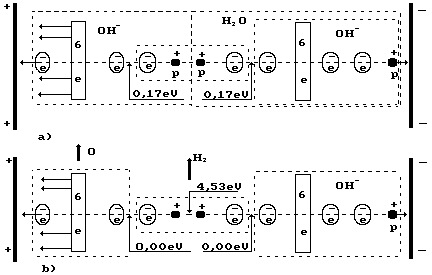 + OH⁻ H₂O OH⁻ −
6 6
− e e − e − e + p + p − e − e e − e − e + p
0,17eV 0,17eV
+ −
a)
O H₂
+ 4,53eV −
6 6 OH⁻
− e e − e − e + + − e − e e − e − e + p
+ 0,00eV 0,00eV −
b)